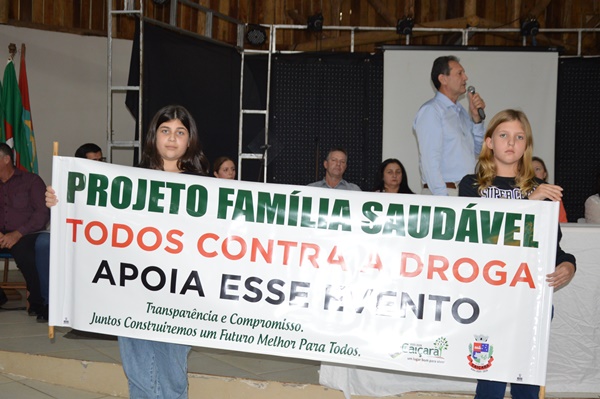 PROJETO FAMÍLIA SAUDÁVEL
TODOS CONTRA A DROGA
APOIA ESSE EVENTO
Transparência e Compromisso.
Juntos Construiremos um Futuro Melhor Para Todos.
Caiçara
SUPER